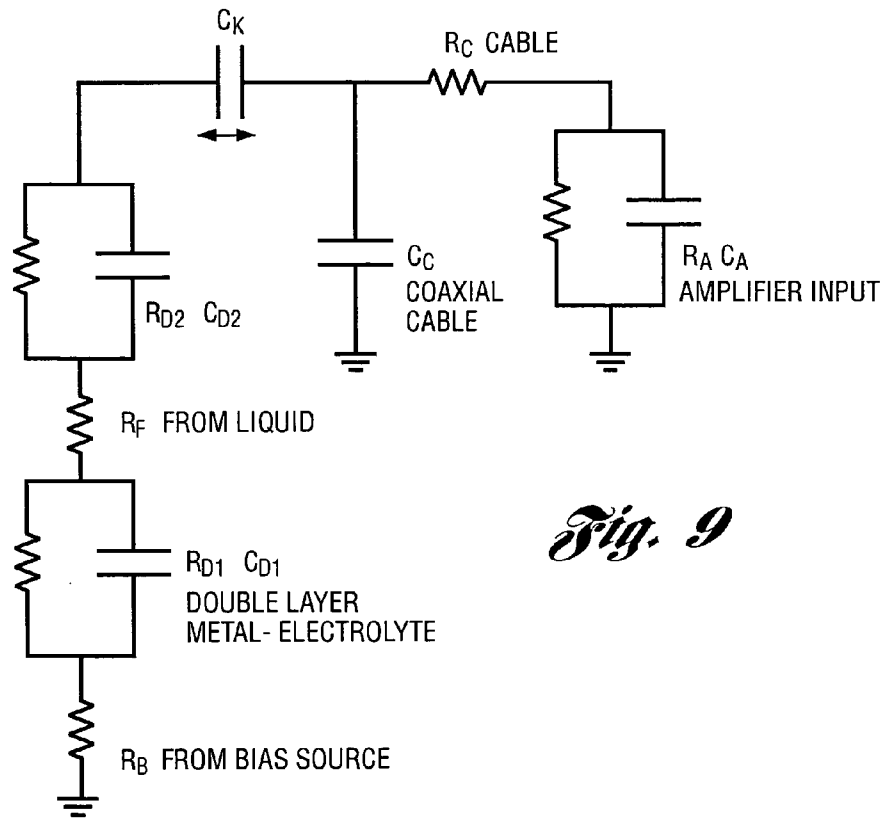 CK
RC CABLE
CC
COAXIAL
CABLE
RA CA
AMPLIFIER INPUT
RD2 CD2
RF FROM LIQUID
RD1 CD1
DOUBLE LAYER
METAL- ELECTROLYTE
RB FROM BIAS SOURCE
Fig. 9